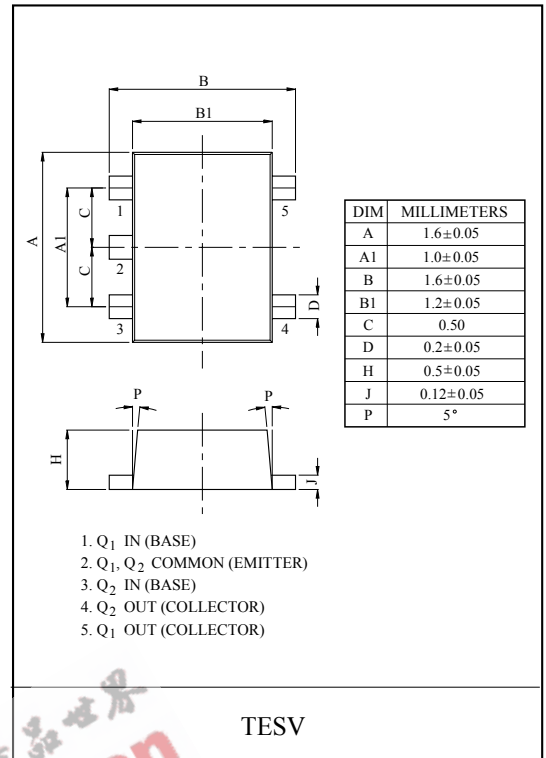 B
B1
A
A1
C
C
D
1
2
3
4
5
P
P
H
J
DIM MILLIMETERS
A 1.6±0.05
A1 1.0±0.05
B 1.6±0.05
B1 1.2±0.05
C 0.50
D 0.2±0.05
H 0.5±0.05
J 0.12±0.05
P 5°
1. Q1 IN (BASE)
2. Q1, Q2 COMMON (EMITTER)
3. Q2 IN (BASE)
4. Q2 OUT (COLLECTOR)
5. Q1 OUT (COLLECTOR)
TESV
世界